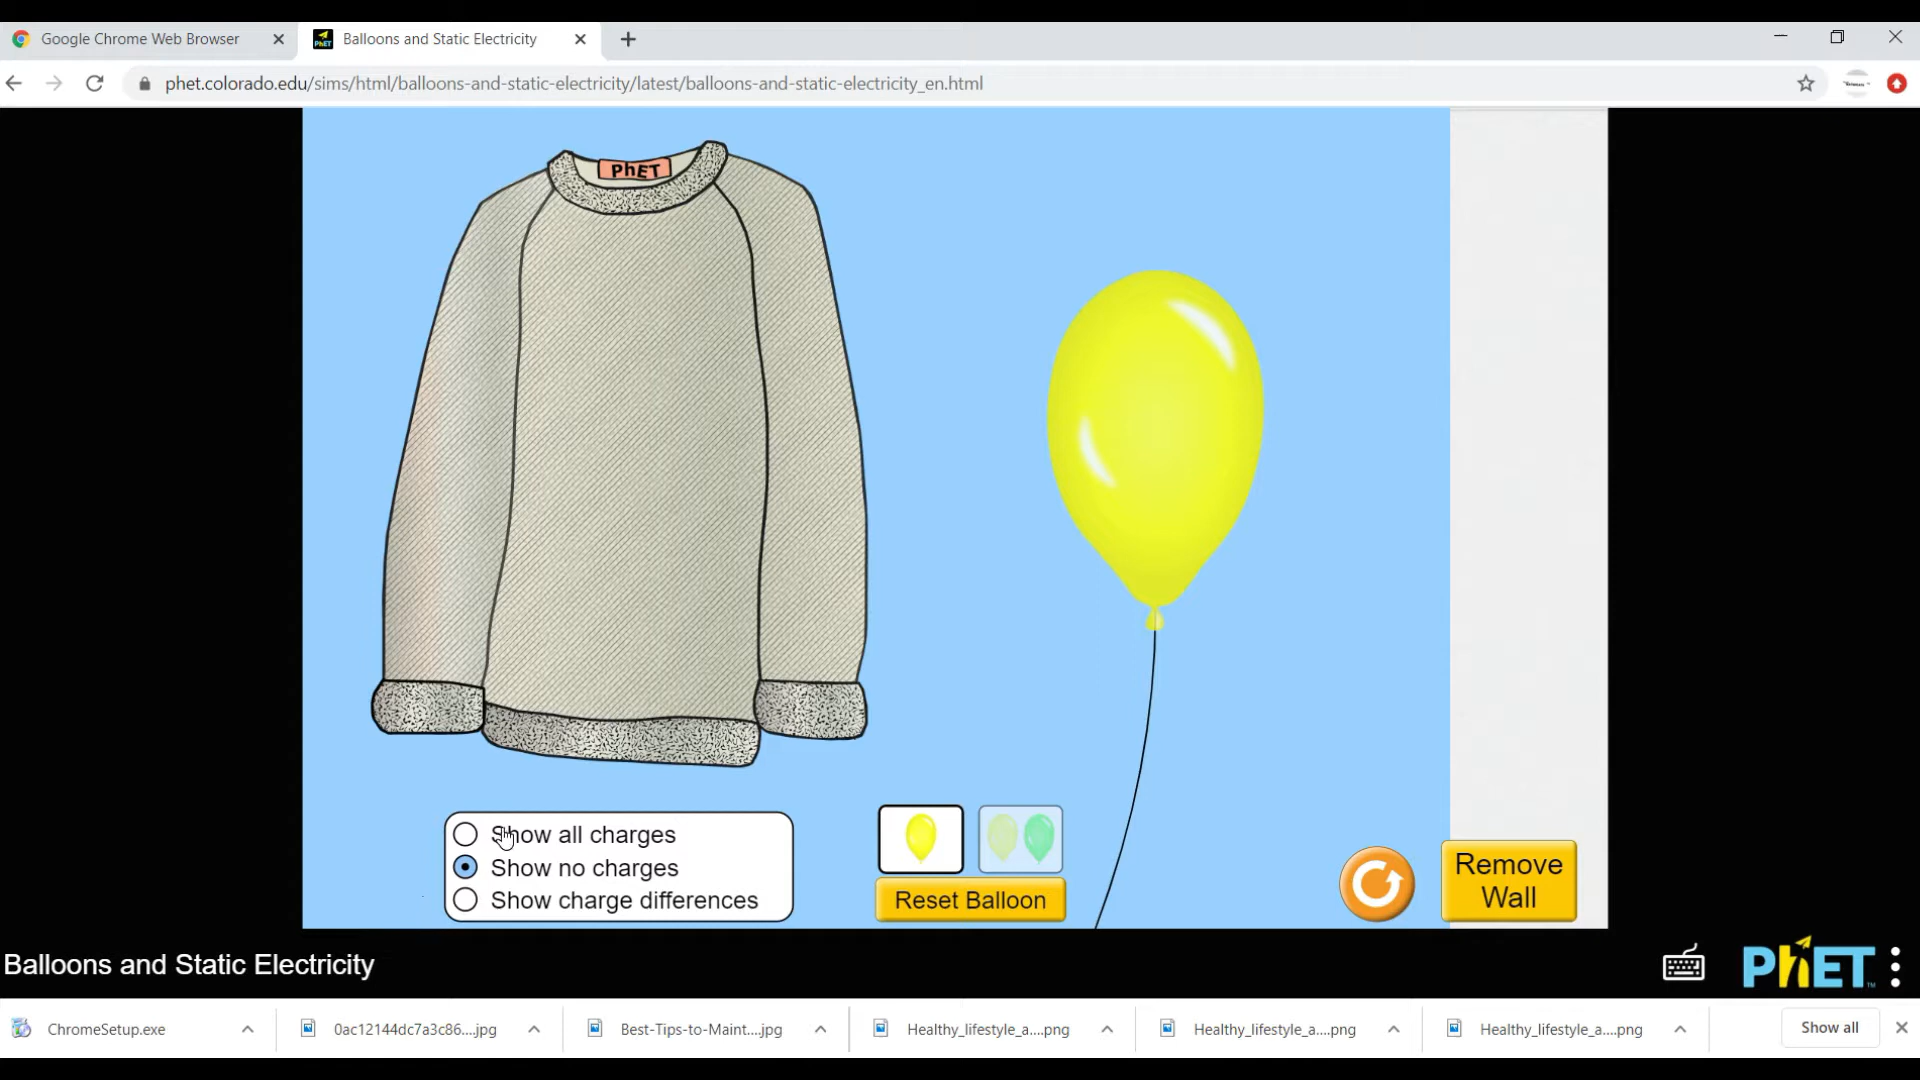 Google Chrome Web Browser
Balloons and Static Electricity
phet.colorado.edu/sims/html/balloons-and-static-electricity/latest/balloons-and-static-electricity_en.html
PhET
Show all charges
Show no charges
Show charge differences
Reset Balloon
Remove
Wall
Balloons and Static Electricity
PhET
ChromeSetup.exe
0ac12144dc7a3c86....jpg
Best-Tips-to-Maint....jpg
Healthy_lifestyle_a....png
Healthy_lifestyle_a....png
Healthy_lifestyle_a....png
Show all